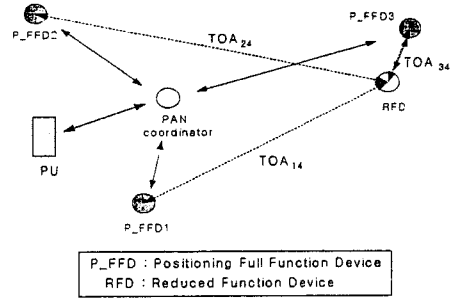 P_FFD3
P_FFD2
TOA24
TOA34
RFD
PAN
coordinator
PU
TOA14
P_FFD1
P_FFD : Positioning Full Function Device
RFD : Reduced Function Device